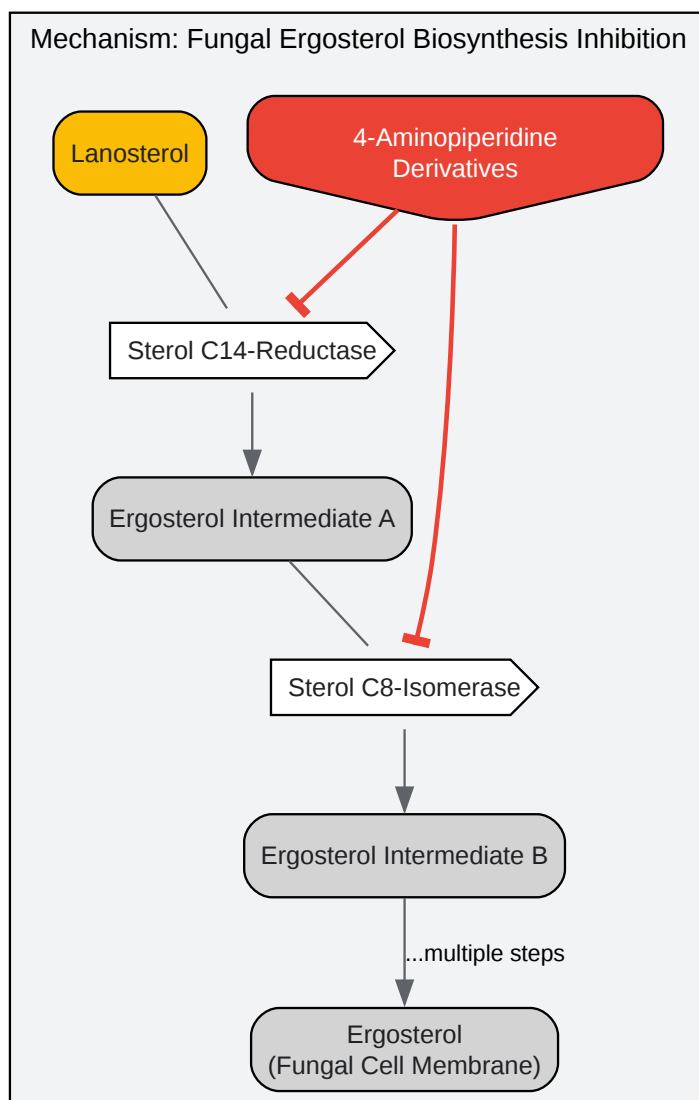 Mechanism: Fungal Ergosterol Biosynthesis Inhibition
Lanosterol
4-Aminopiperidine
Derivatives
Sterol C14-Reductase
Ergosterol Intermediate A
Sterol C8-Isomerase
Ergosterol Intermediate B
...multiple steps
Ergosterol
(Fungal Cell Membrane)